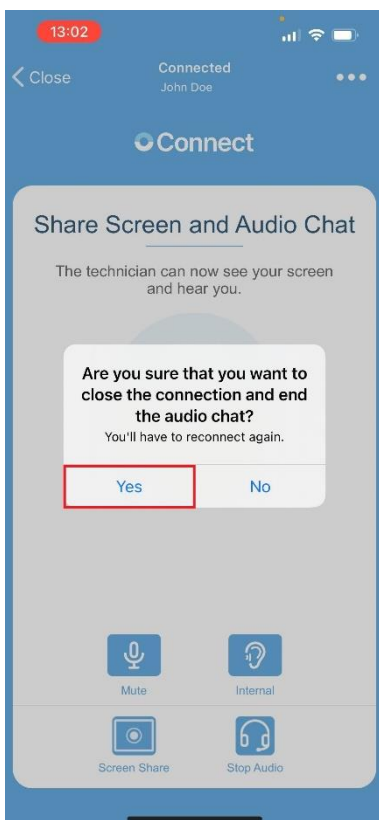 13:02
Close
Connected
John Doe
Connect
Share Screen and Audio Chat
The technician can now see your screen
and hear you.
Are you sure that you want to
close the connection and end
the audio chat?
You'll have to reconnect again.
Yes No
Mute Internal
Screen Share Stop Audio